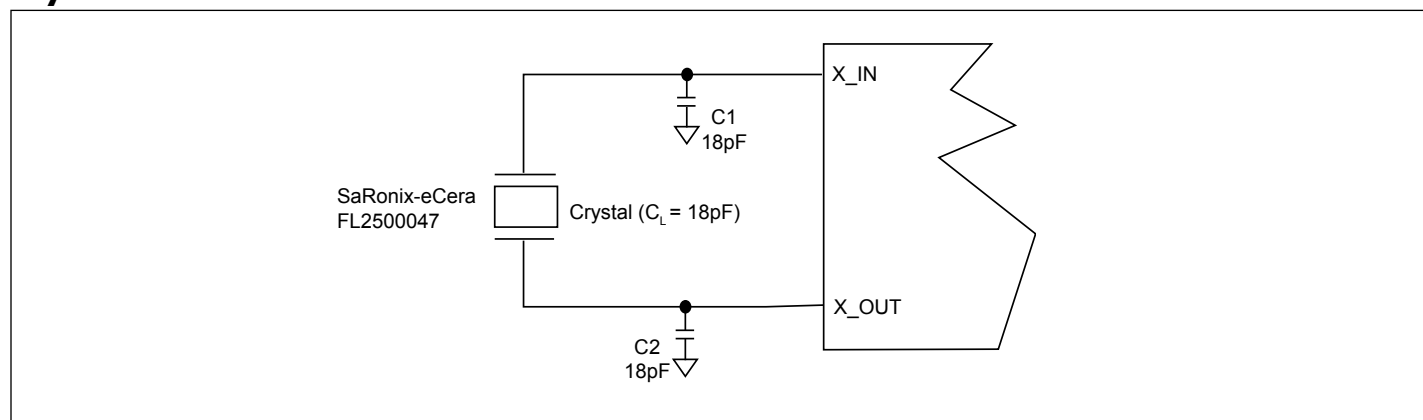 X_IN
C1
18pF
SaRonix-eCera
FL2500047
Crystal (C_L = 18pF)
X_OUT
C2
18pF